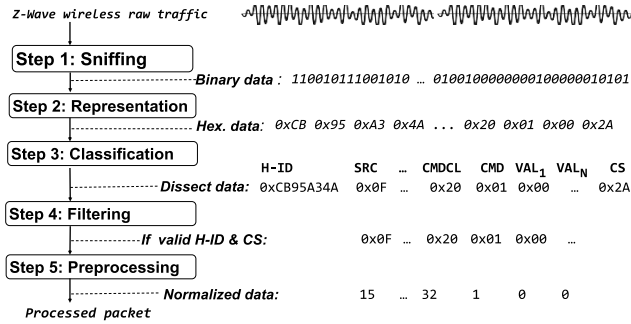 Z-Wave wireless raw traffic
Step 1: Sniffing
Binary data : 110010111001010 … 0100100000000100000010101
Step 2: Representation
Hex. data: 0xCB 0x95 0xA3 0x4A ... 0x20 0x01 0x00 0x2A
Step 3: Classification
H-ID SRC … CMDCL CMD VAL1 VALN CS
Dissect data: 0xCB95A34A 0x0F … 0x20 0x01 0x00 … 0x2A
Step 4: Filtering
If valid H-ID & CS: 0x0F … 0x20 0x01 0x00 …
Step 5: Preprocessing
Normalized data: 15 … 32 1 0 0
Processed packet